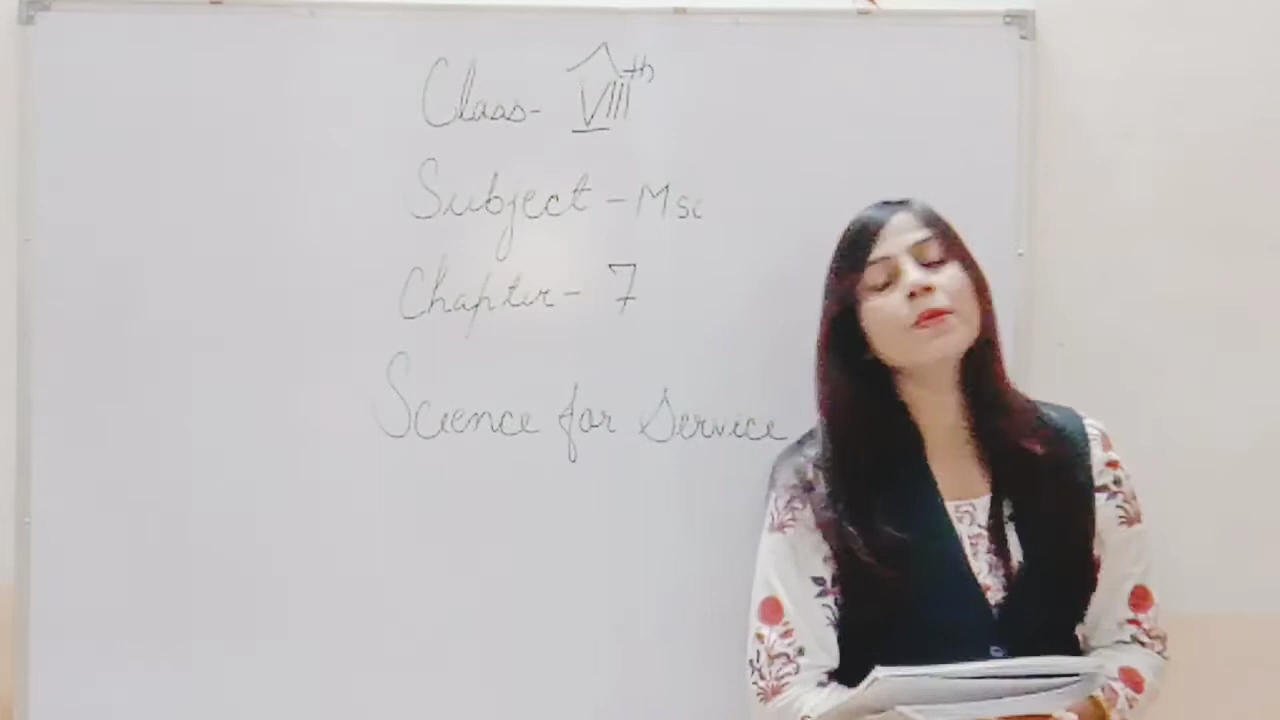 Class- VIIIth
Subject - Msc
Chapter - 7
Science for Service